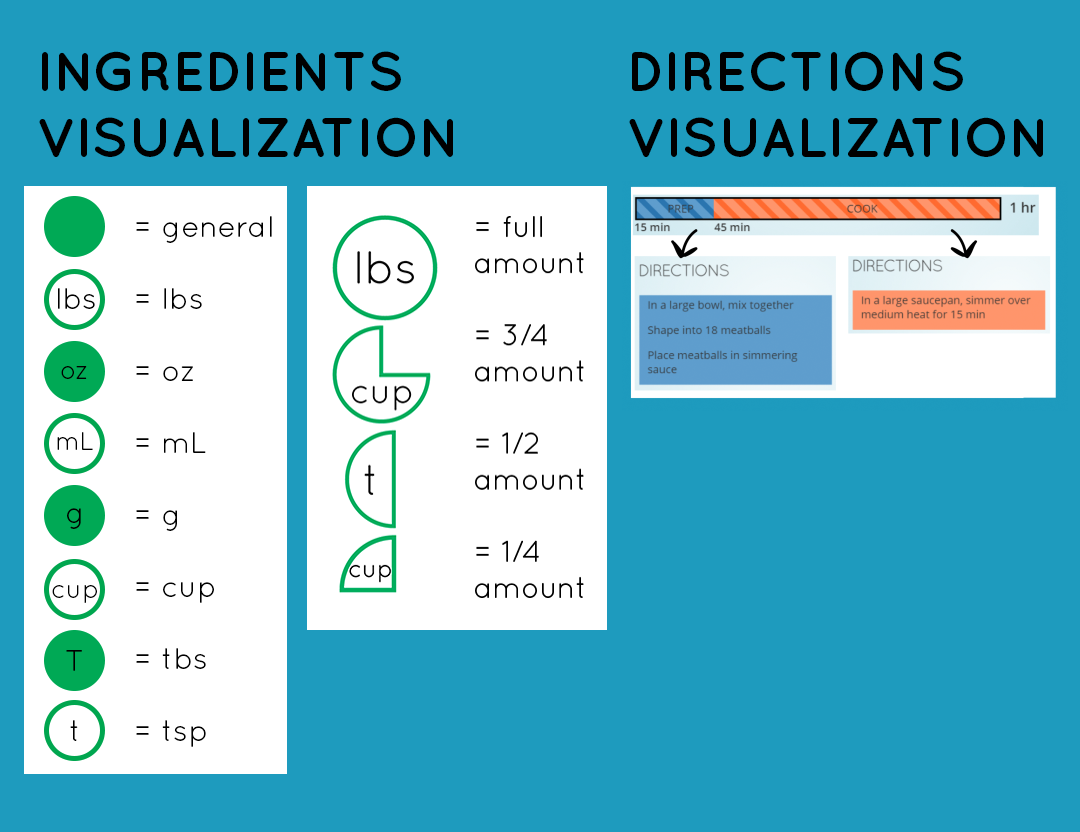 INGREDIENTS
VISUALIZATION
= general
lbs = lbs
oz = oz
mL = mL
g = g
cup = cup
T = tbs
t = tsp
lbs
= full
amount
cup
= 3/4
amount
t
= 1/2
amount
cup
= 1/4
amount
DIRECTIONS
VISUALIZATION
PREP COOK 1 hr
15 min 45 min
DIRECTIONS
In a large bowl, mix together
Shape into 18 meatballs
Place meatballs in simmering
sauce
DIRECTIONS
In a large saucepan, simmer over
medium heat for 15 min